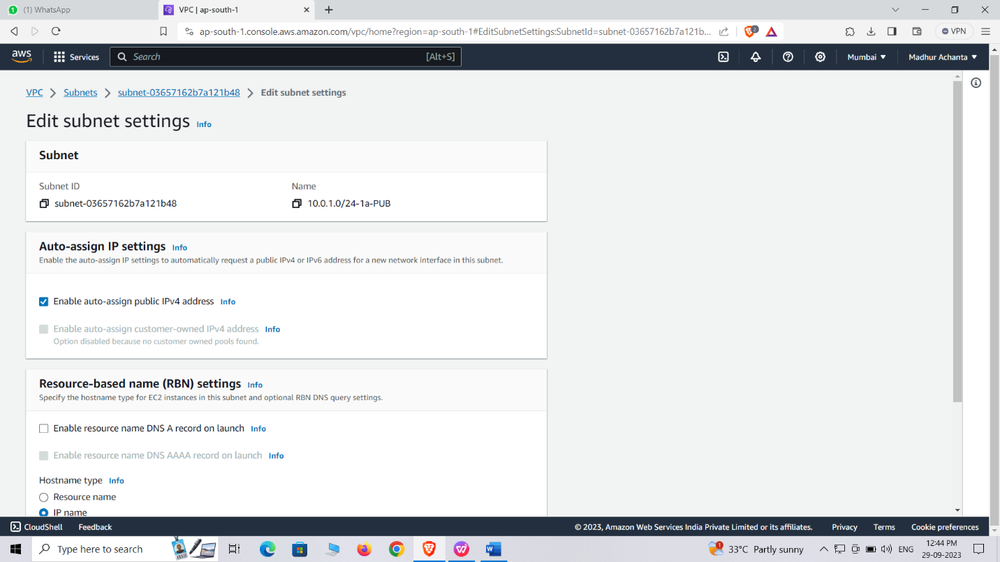 1 (1) WhatsApp
VPC | ap-south-1
ap-south-1.console.aws.amazon.com/vpc/home?region=ap-south-1#EditSubnetSettings:SubnetId=subnet-03657162b7a121b...
2
VPN
aws
Services
Search
[Alt+S]
Mumbai
Madhur Achanta
VPC
Subnets
subnet-03657162b7a121b48
Edit subnet settings
Edit subnet settings Info
Subnet
Subnet ID
Name
subnet-03657162b7a121b48
10.0.1.0/24-1a-PUB
Auto-assign IP settings Info
Enable the auto-assign IP settings to automatically request a public IPv4 or IPv6 address for a new network interface in this subnet.
Enable auto-assign public IPv4 address Info
Enable auto-assign customer-owned IPv4 address Info
Option disabled because no customer owned pools found.
Resource-based name (RBN) settings Info
Specify the hostname type for EC2 instances in this subnet and optional RBN DNS query settings.
Enable resource name DNS A record on launch Info
Enable resource name DNS AAAA record on launch Info
Hostname type Info
Resource name
IP name
CloudShell
Feedback
© 2023, Amazon Web Services India Private Limited or its affiliates.
Privacy
Terms
Cookie preferences
Type here to search
1
33°C Partly sunny
ENG
12:44 PM
29-09-2023